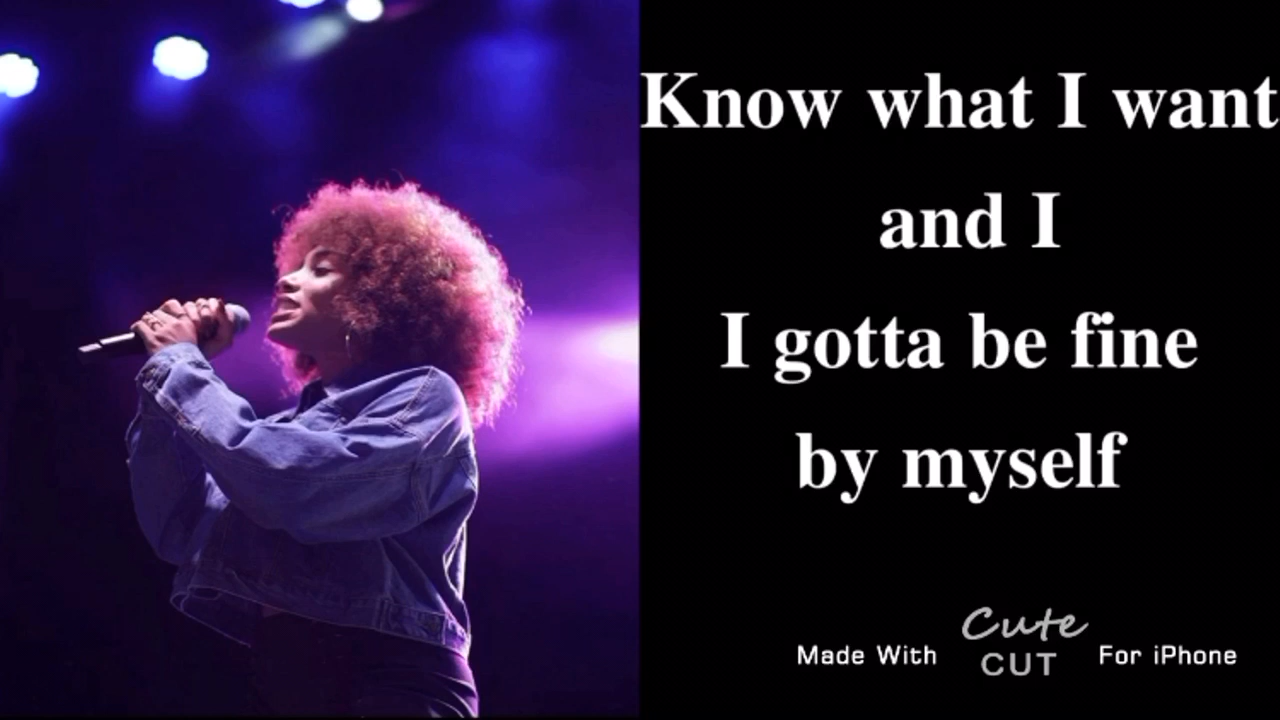 Know what I want
and I
I gotta be fine
by myself
Made With Cute CUT For iPhone